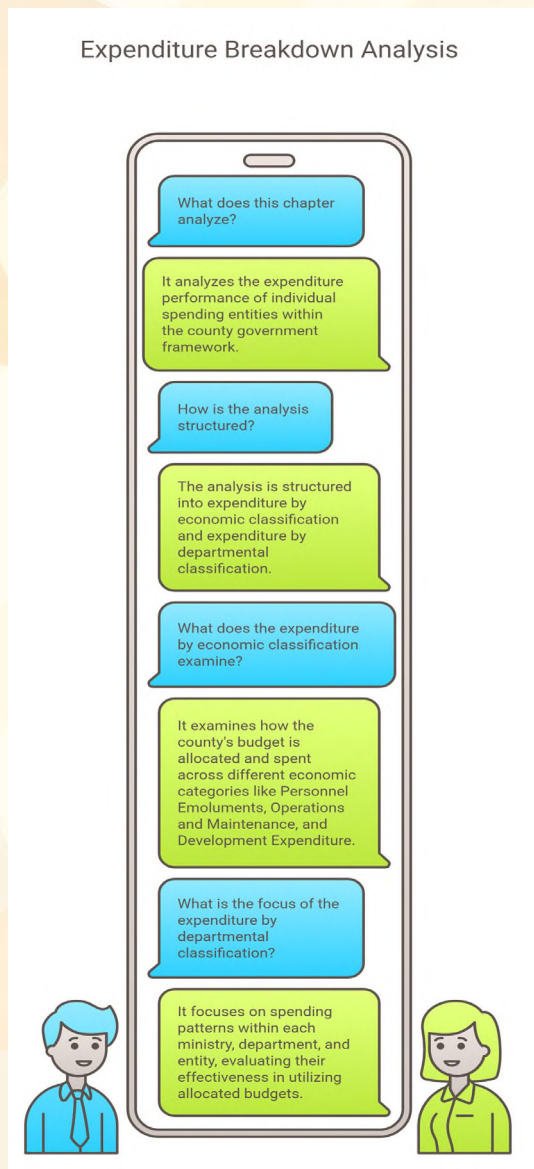 Expenditure Breakdown Analysis
What does this chapter
analyze?
It analyzes the expenditure
performance of individual
spending entities within
the county government
framework.
How is the analysis
structured?
The analysis is structured
into expenditure by
economic classification
and expenditure by
departmental
classification.
What does the expenditure
by economic classification
examine?
It examines how the
county's budget is
allocated and spent
across different economic
categories like Personnel
Emoluments, Operations
and Maintenance, and
Development Expenditure.
What is the focus of the
expenditure by
departmental
classification?
It focuses on spending
patterns within each
ministry, department, and
entity, evaluating their
effectiveness in utilizing
allocated budgets.